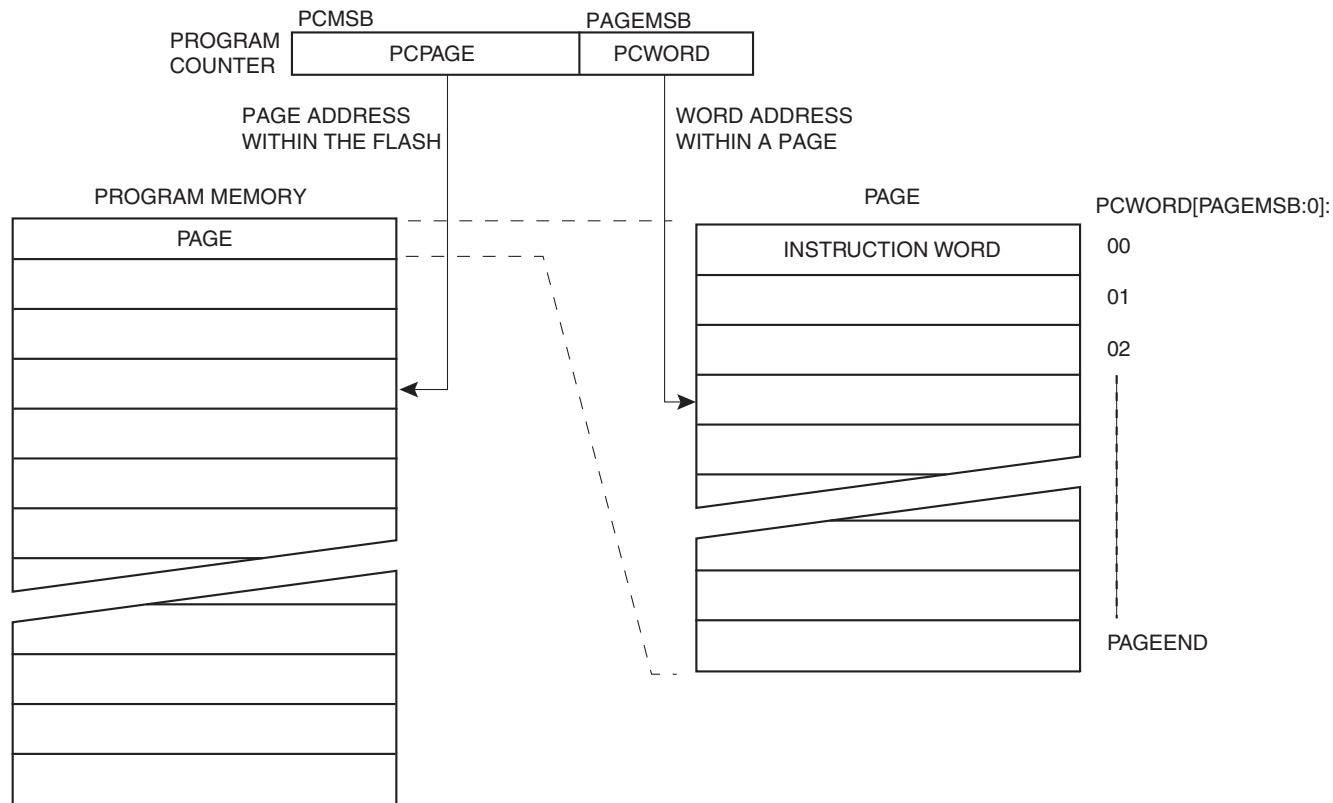 PCMSB
PAGEMSB
PROGRAM
COUNTER
PCPAGE
PCWORD
PAGE ADDRESS
WITHIN THE FLASH
WORD ADDRESS
WITHIN A PAGE
PROGRAM MEMORY
PAGE
PAGE
PCWORD[PAGEMSB:0]:
INSTRUCTION WORD
00
01
02
PAGEEND